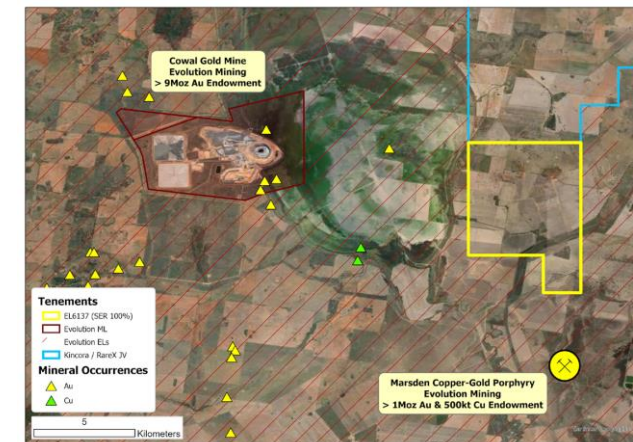 Cowal Gold Mine
Evolution Mining
> 9Moz Au Endowment
Tenements
EL6137 (SER 100%)
Evolution ML
Evolution ELs
Kincora / RareX JV
Mineral Occurrences
Au
Cu
5
Kilometers
Marsden Copper-Gold Porphyry
Evolution Mining
> 1Moz Au & 500kt Cu Endowment